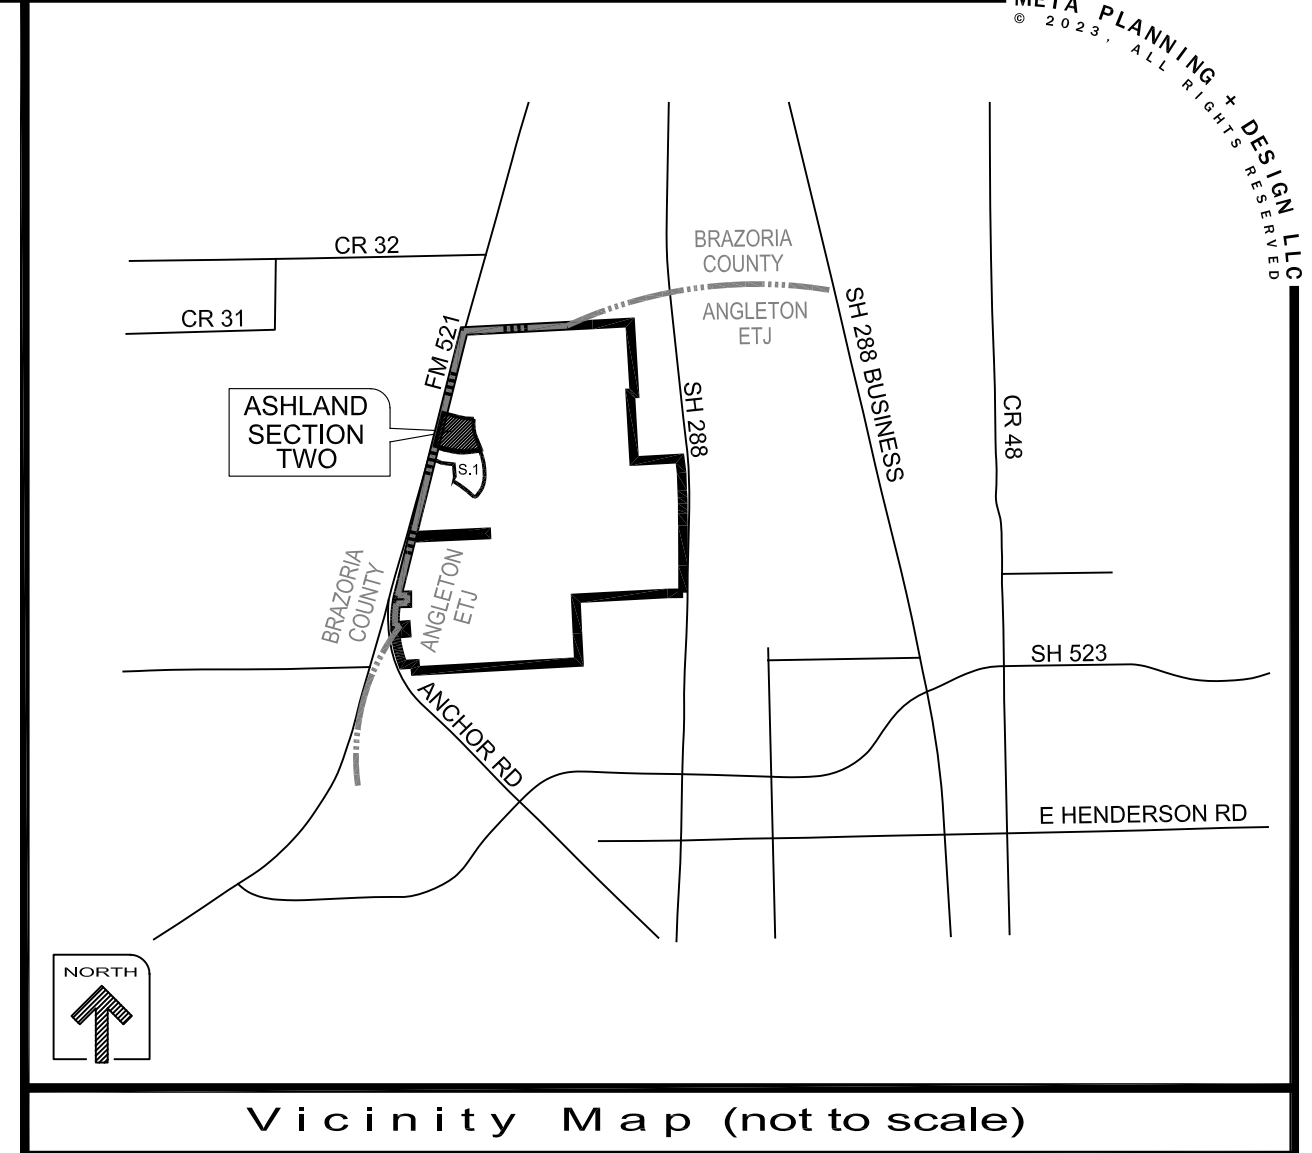 META PLANNING + DESIGN LLC
© 2023, ALL RIGHTS RESERVED
CR 32
BRAZORIA
COUNTY
ANGLETON
ETJ
CR 31
FM 521
SH 288 BUSINESS
SH 288
CR 48
ASHLAND
SECTION
TWO
S.1
BRAZORIA
COUNTY
ANGLETON
ETJ
SH 523
ANCHOR RD
E HENDERSON RD
NORTH
Vicinity Map (not to scale)